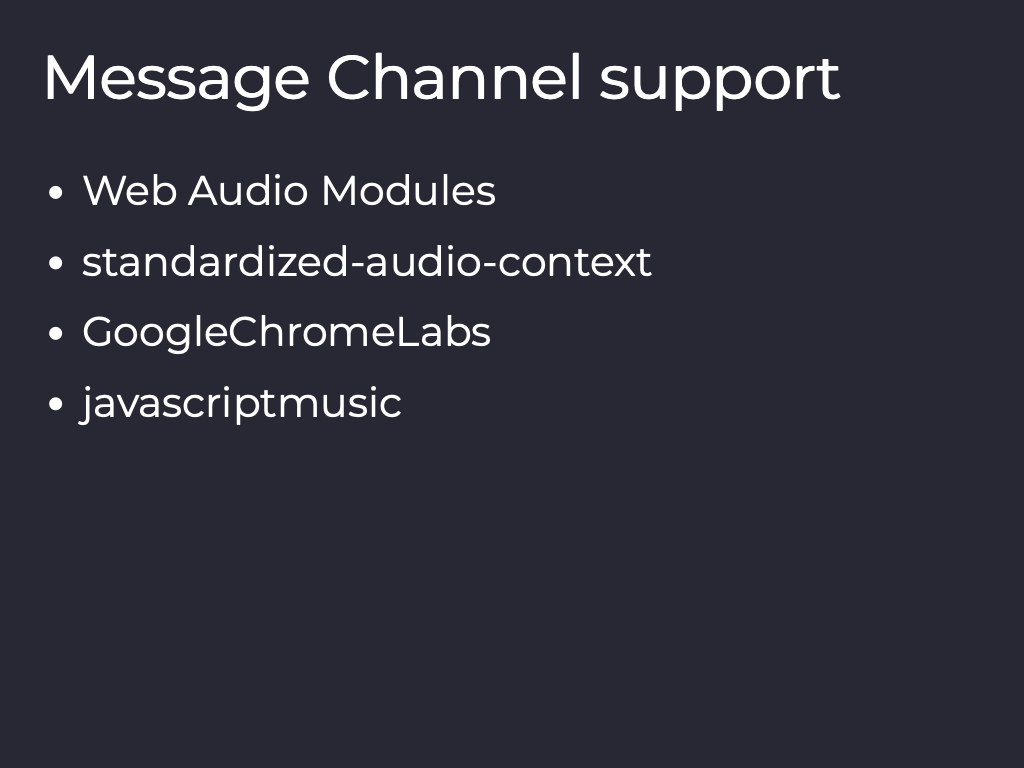 Message Channel support
• Web Audio Modules
• standardized-audio-context
• GoogleChromeLabs
• javascriptmusic